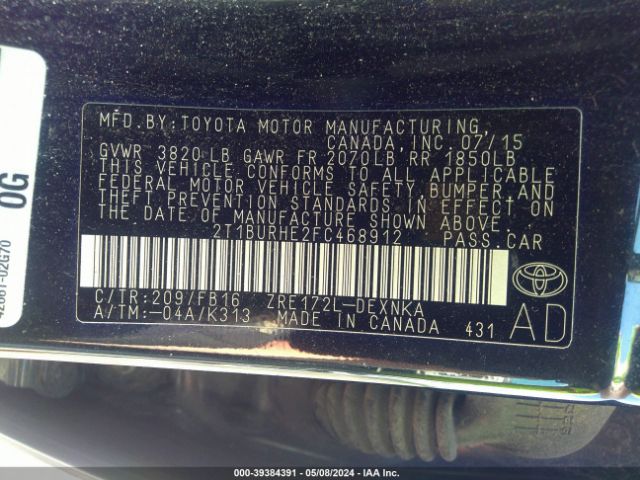 MFD.BY:TOYOTA MOTOR MANUFACTURING,
CANADA,INC.07/15
GVWR 3820LB GAWR FR 2070LB RR 1850LB
THIS VEHICLE CONFORMS TO ALL APPLICABLE
FEDERAL MOTOR VEHICLE SAFETY,BUMPER,AND
THEFT PREVENTION STANDARDS IN EFFECT ON
THE DATE OF MANUFACTURE SHOWN ABOVE.
2T1BURHE2FC468912 PASS.CAR
C/TR:209/FB16 ZRE172L-DEXNKA
A/TM:-04A/K313 MADE IN CANADA 431
AD
0G
42661-02G70
000-39384391 - 05/08/2024 - IAA Inc.